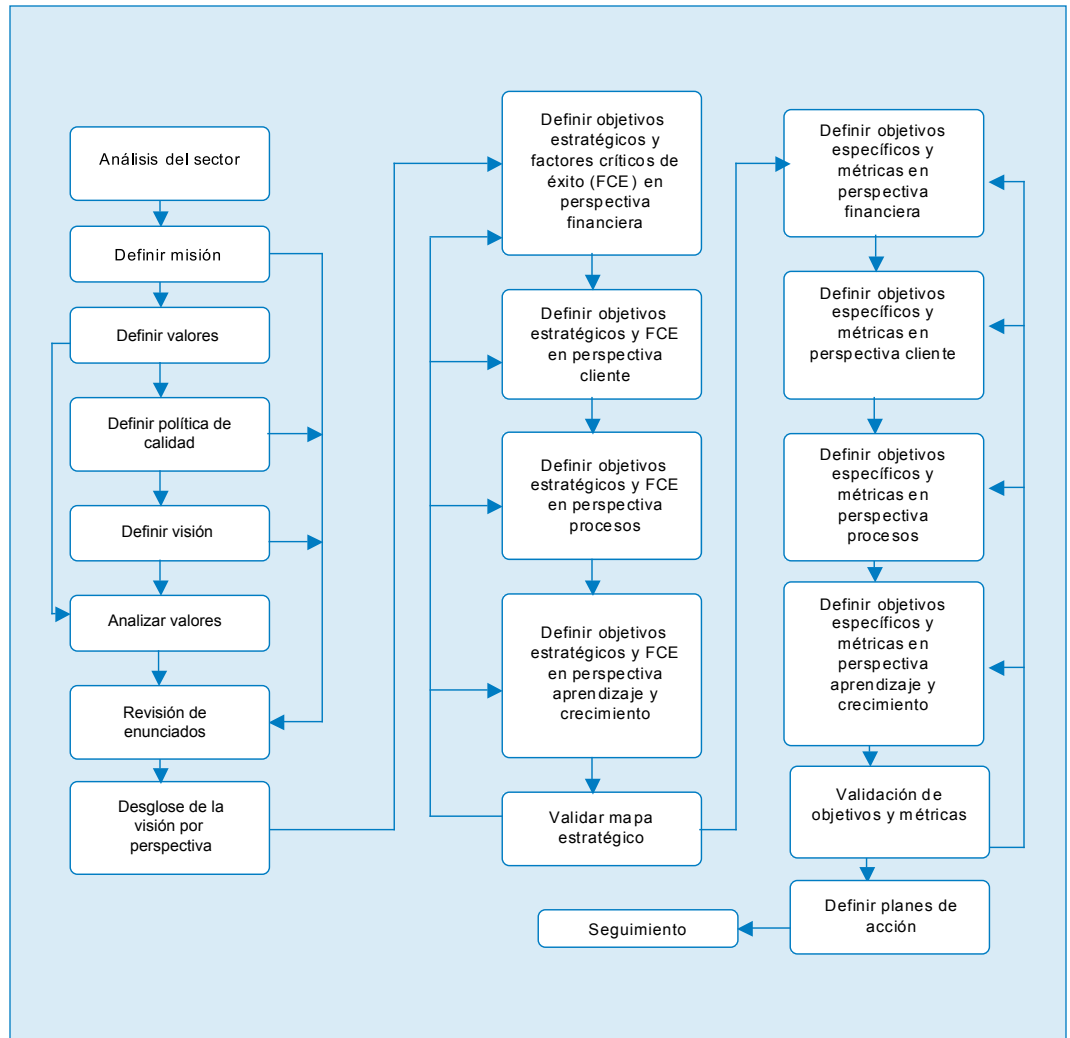 Análisis del sector
Definir misión
Definir valores
Definir política de
calidad
Definir visión
Analizar valores
Revisión de
enunciados
Desglose de la
visión por
perspectiva
Definir objetivos
estratégicos y
factores críticos de
éxito (FCE) en
perspectiva
financiera
Definir objetivos
estratégicos y FCE
en perspectiva
cliente
Definir objetivos
estratégicos y FCE
en perspectiva
procesos
Definir objetivos
estratégicos y FCE
en perspectiva
aprendizaje y
crecimiento
Validar mapa
estratégico
Definir objetivos
específicos y
métricas en
perspectiva
financiera
Definir objetivos
específicos y
métricas en
perspectiva cliente
Definir objetivos
específicos y
métricas en
perspectiva
procesos
Definir objetivos
específicos y
métricas en
perspectiva
aprendizaje y
crecimiento
Validación de
objetivos y métricas
Definir planes de
acción
Seguimiento